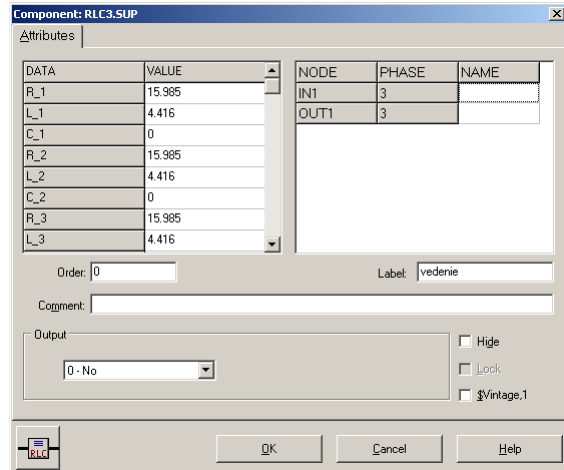 Component: RLC3.SUP
Attributes
DATA VALUE
R_1 15.985
L_1 4.416
C_1 0
R_2 15.985
L_2 4.416
C_2 0
R_3 15.985
L_3 4.416
NODE PHASE NAME
IN1 3
OUT1 3
Order: 0
Label: vedenie
Comment:
Output
0 - No
Hide
Lock
$Vintage,1
RLC
OK
Cancel
Help